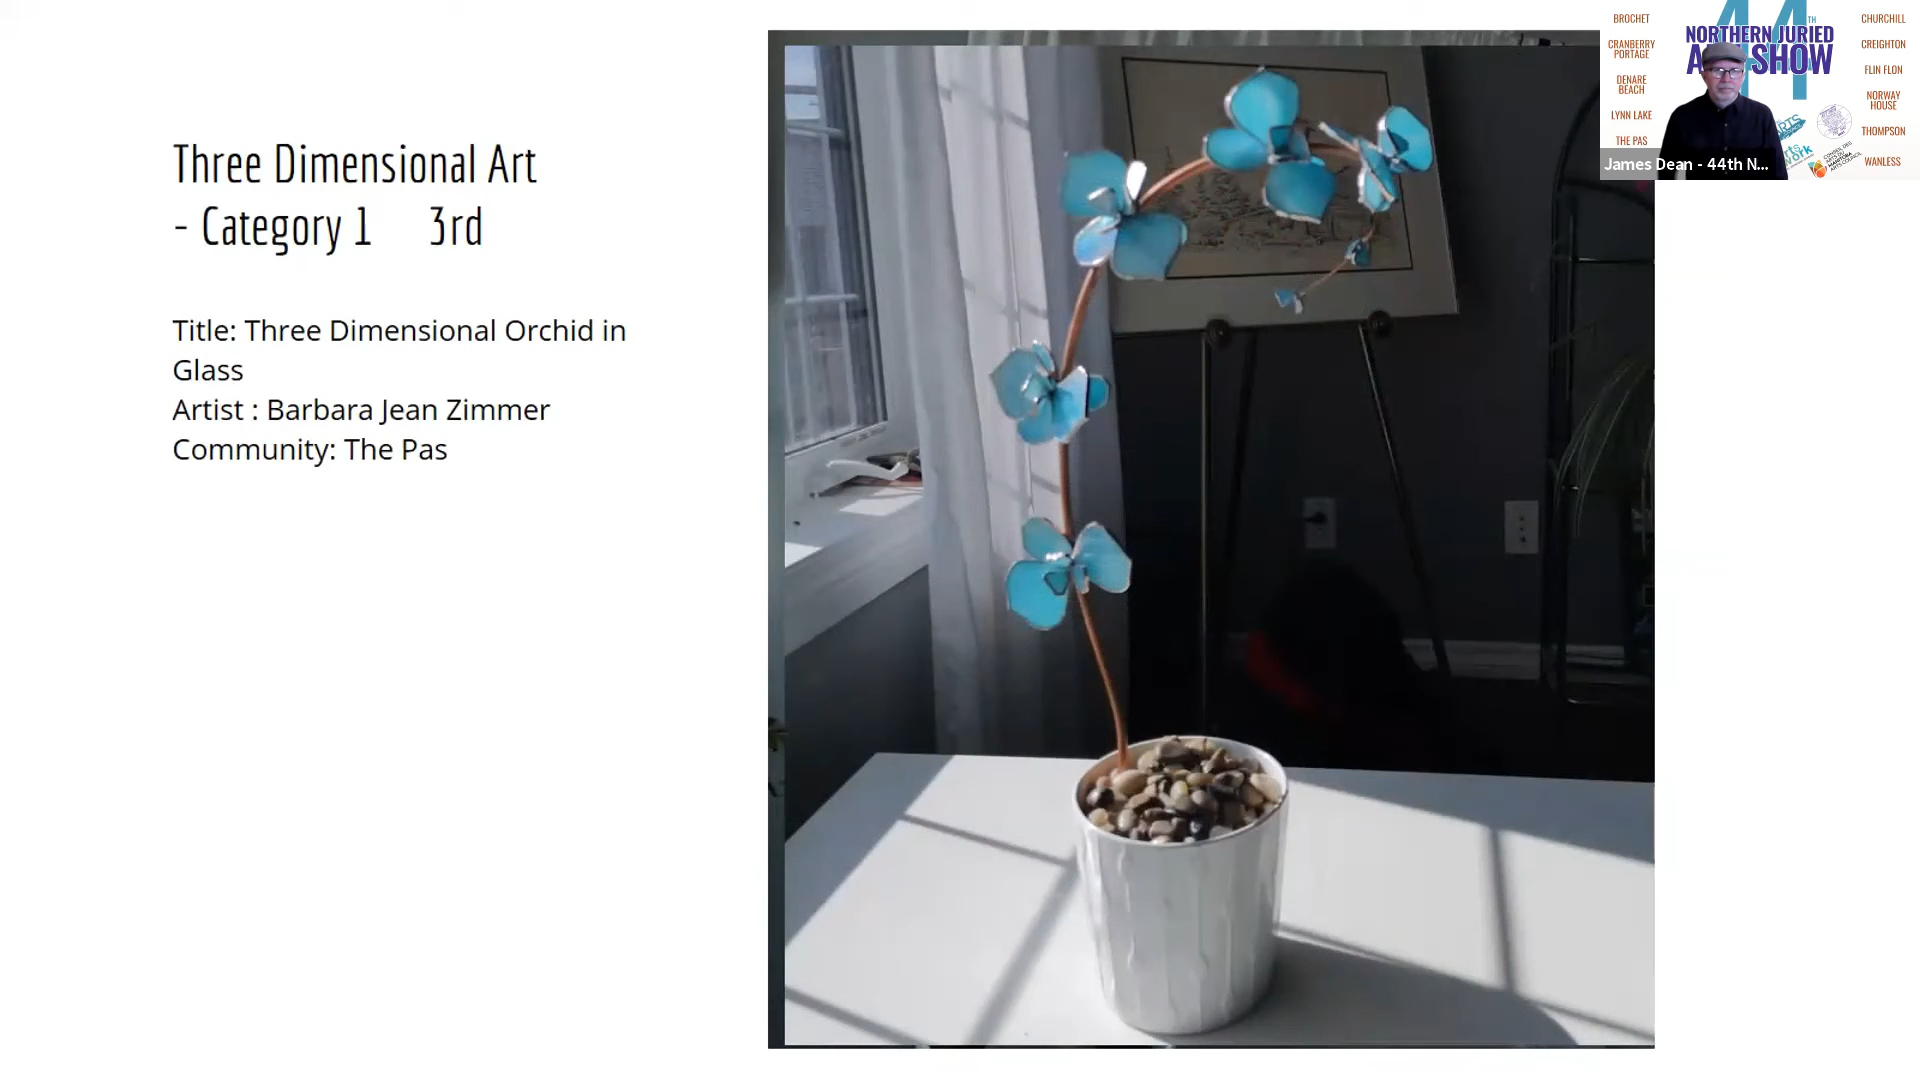 Three Dimensional Art
- Category 1 3rd
Title: Three Dimensional Orchid in
Glass
Artist : Barbara Jean Zimmer
Community: The Pas
BROCHET
CRANBERRY
PORTAGE
DENARE
BEACH
LYNN LAKE
THE PAS
44TH
NORTHERN JURIED
SHOW
CHURCHILL
CREIGHTON
FLIN FLON
NORWAY
HOUSE
THOMPSON
WANLESS
James Dean - 44th N...